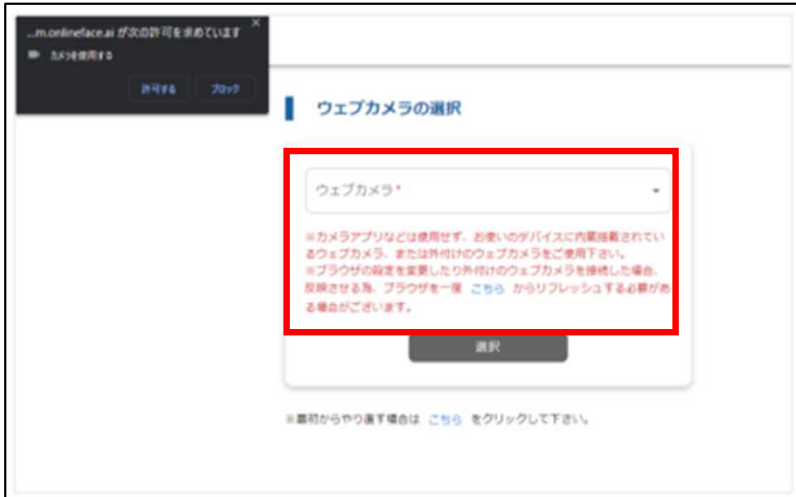 ...m.onlineface.ai が次の許可を求めています
×
カメラを使用する
許可する ブロック
ウェブカメラの選択
ウェブカメラ*
※カメラアプリなどは使用せず、お使いのデバイスに内蔵搭載されてい
るウェブカメラ、または外付けのウェブカメラをご使用下さい。
※ブラウザの設定を変更したり外付けのウェブカメラを接続した場合、
反映させる為、ブラウザを一度 こちら からリフレッシュする必要があ
る場合がございます。
選択
※最初からやり直す場合は こちら をクリックして下さい。